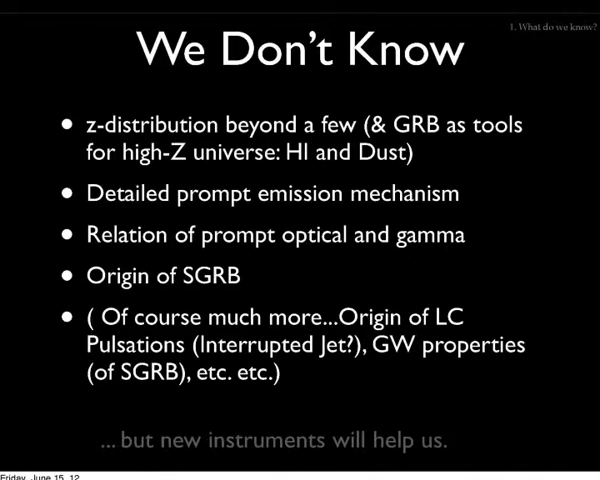 1. What do we know?
We Don't Know
• z-distribution beyond a few (& GRB as tools
for high-Z universe: HI and Dust)
• Detailed prompt emission mechanism
• Relation of prompt optical and gamma
• Origin of SGRB
• ( Of course much more...Origin of LC
Pulsations (Interrupted Jet?), GW properties
(of SGRB), etc. etc.)
... but new instruments will help us.
Friday, June 15, 12